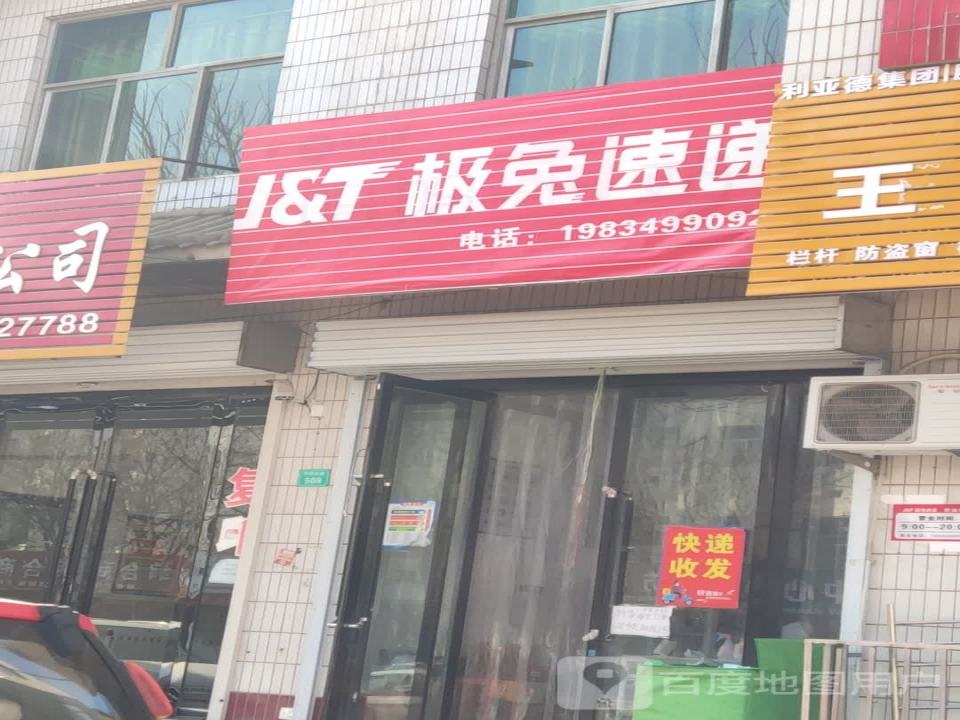 J&T 极兔速递
电话：1983499092
公司
27788
利亚德集团
王
栏杆 防盗窗
509
快递
收发
营业时间
9:00--20:0
百度地图用户